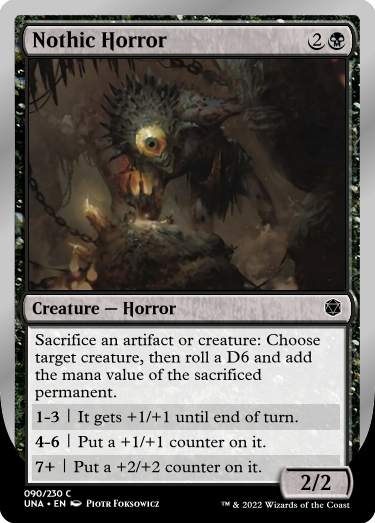 Nothic Horror 2
Creature — Horror
Sacrifice an artifact or creature: Choose
target creature, then roll a D6 and add
the mana value of the sacrificed
permanent.
1-3 | It gets +1/+1 until end of turn.
4-6 | Put a +1/+1 counter on it.
7+ | Put a +2/+2 counter on it.
2/2
090/230 C
UNA • EN Piotr Foksowicz
™ & © 2022 Wizards of the Coast